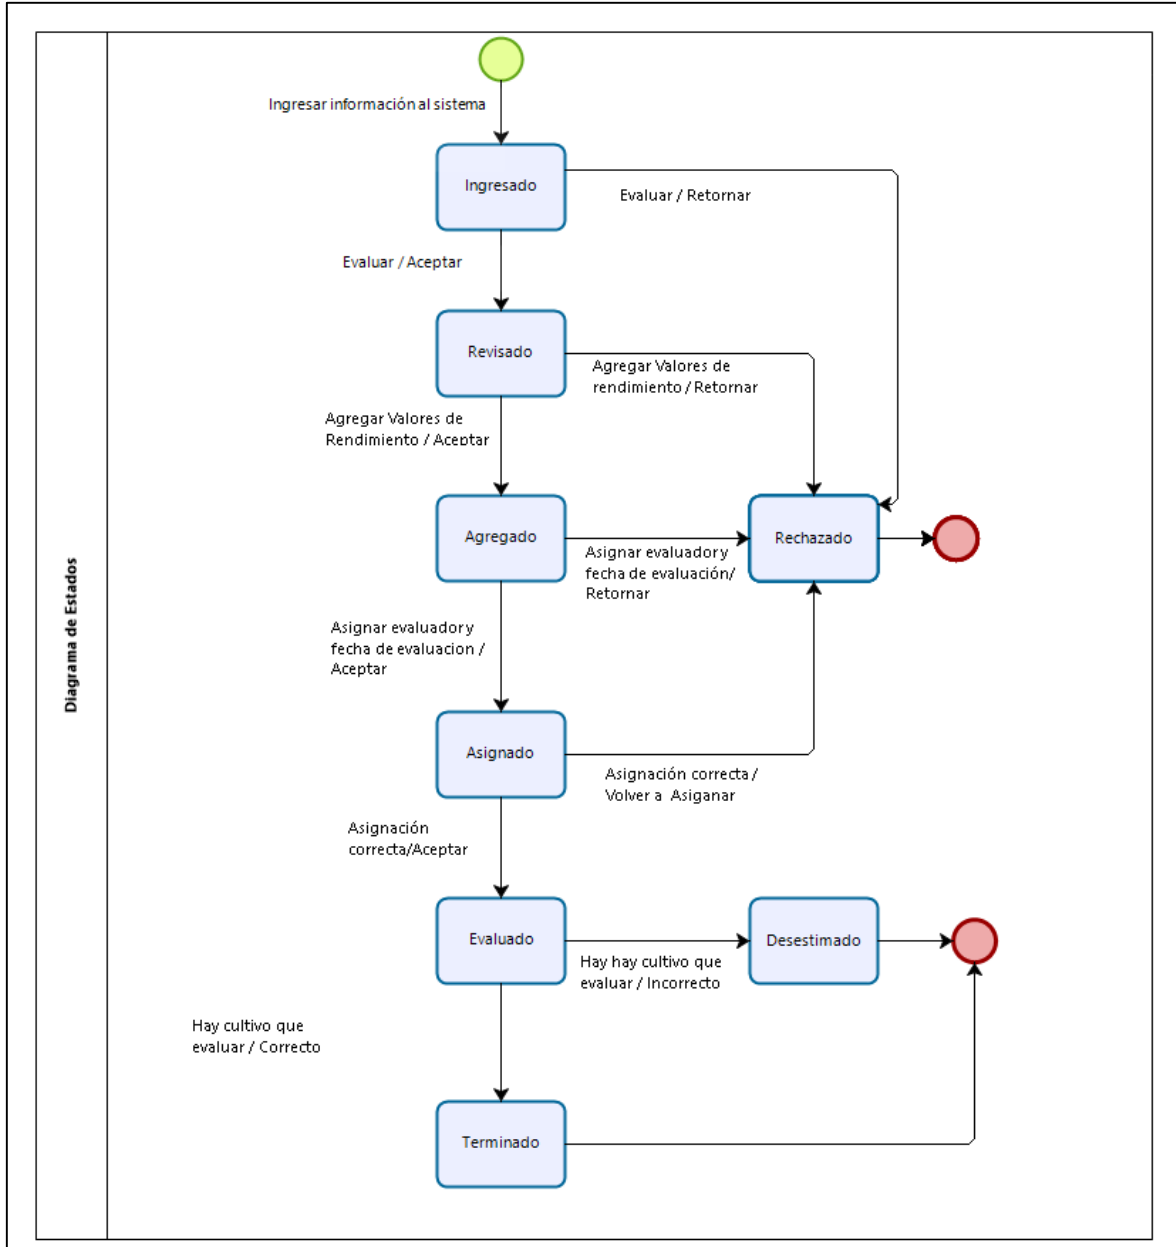 Diagrama de Estados
Ingresar información al sistema
Ingresado
Evaluar / Retornar
Evaluar / Aceptar
Revisado
Agregar Valores de
rendimiento / Retornar
Agregar Valores de
Rendimiento / Aceptar
Agregado
Asignar evaluador y
fecha de evaluación/
Retornar
Rechazado
Asignar evaluador y
fecha de evaluacion /
Aceptar
Asignado
Asignación correcta /
Volver a Asiganar
Asignación
correcta/Aceptar
Evaluado
Hay hay cultivo que
evaluar / Incorrecto
Desestimado
Hay cultivo que
evaluar / Correcto
Terminado